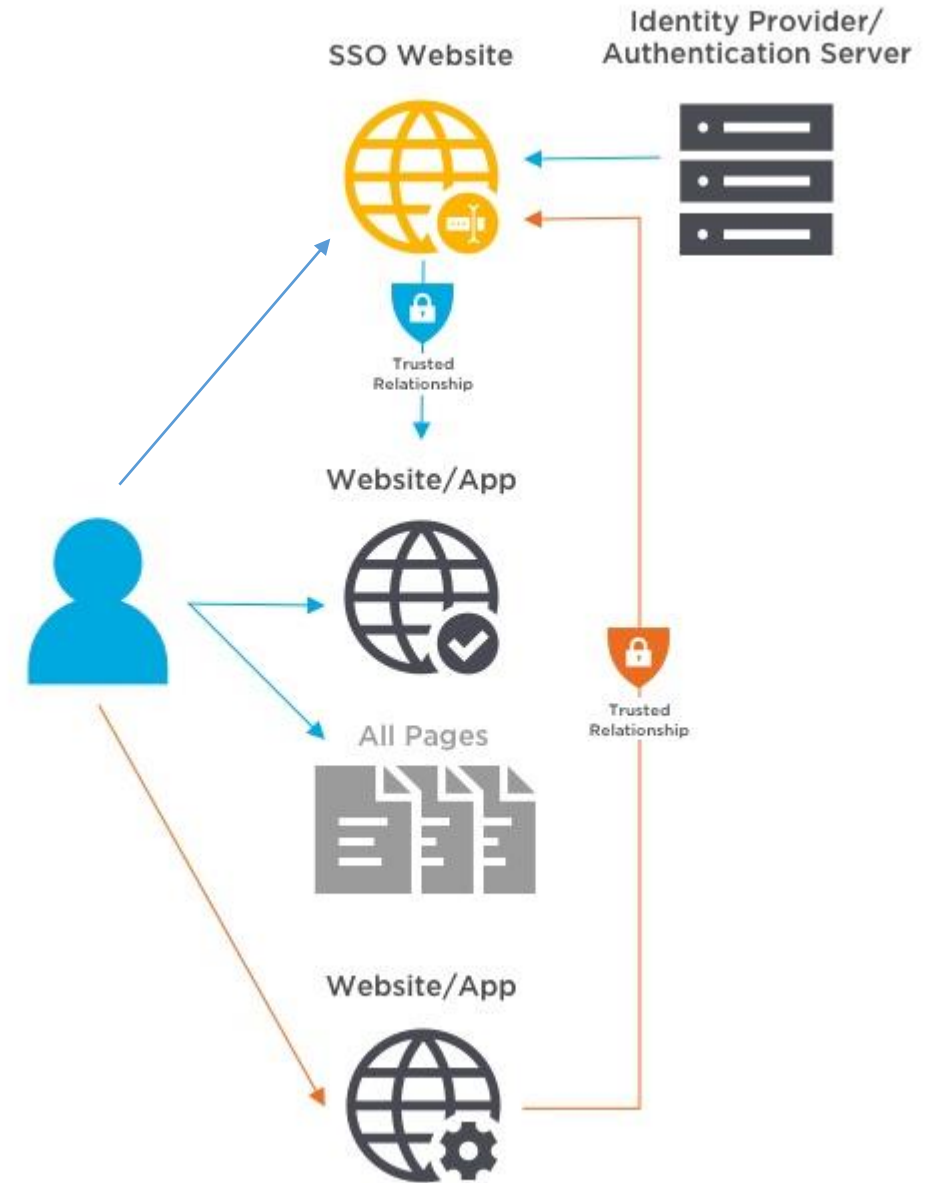 Identity Provider/
Authentication Server
SSO Website
Trusted
Relationship
Website/App
Trusted
Relationship
All Pages
Website/App